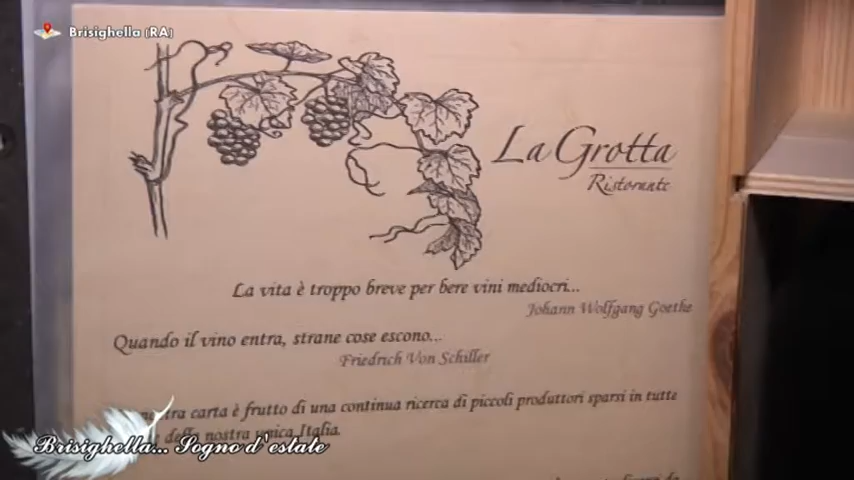 Brisighella (RA)
La Grotta
Ristorante
La vita è troppo breve per bere vini mediocri...
Johann Wolfgang Goethe
Quando il vino entra, strane cose escono...
Friedrich Von Schiller
carta è frutto di una continua ricerca di piccoli produttori sparsi in tutte
della nostra unica Italia.
Brisighella... Sogno d'estate